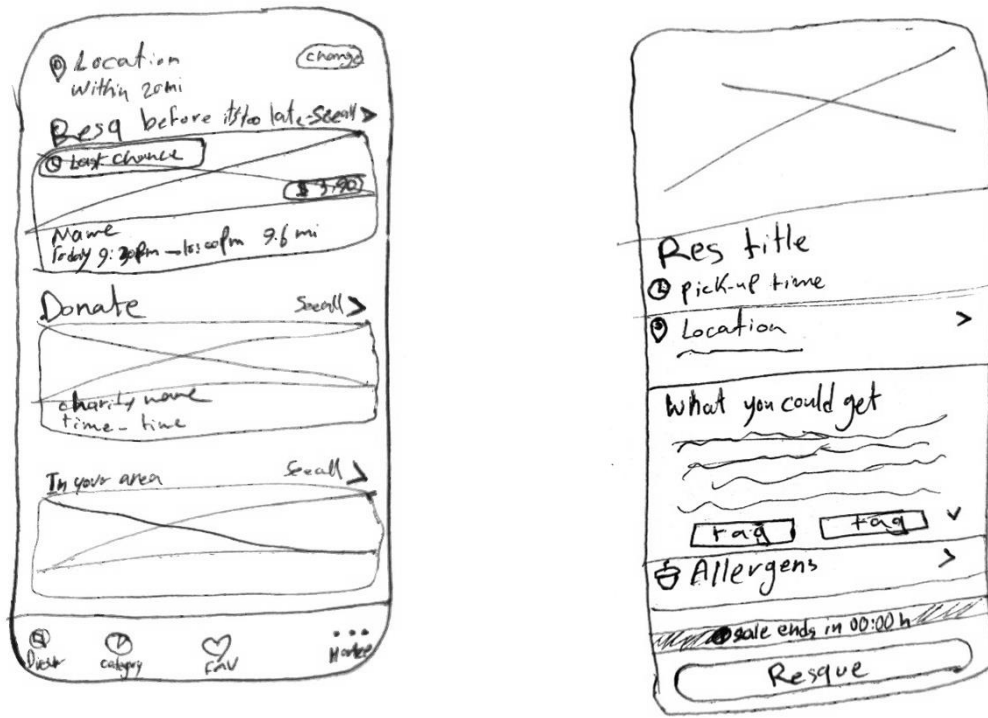 Location
change
within 20mi
Resq before its too late
See all >
Last chance
$ 3.90
Name
Today 9:30pm - 10:00pm 9.6 mi
Donate
See all >
charity name
time - time
In your area
See all >
category
FAV
Res title
pick-up time
Location >
What you could get
tag
tag
Allergens >
sale ends in 00:00 h
Resque